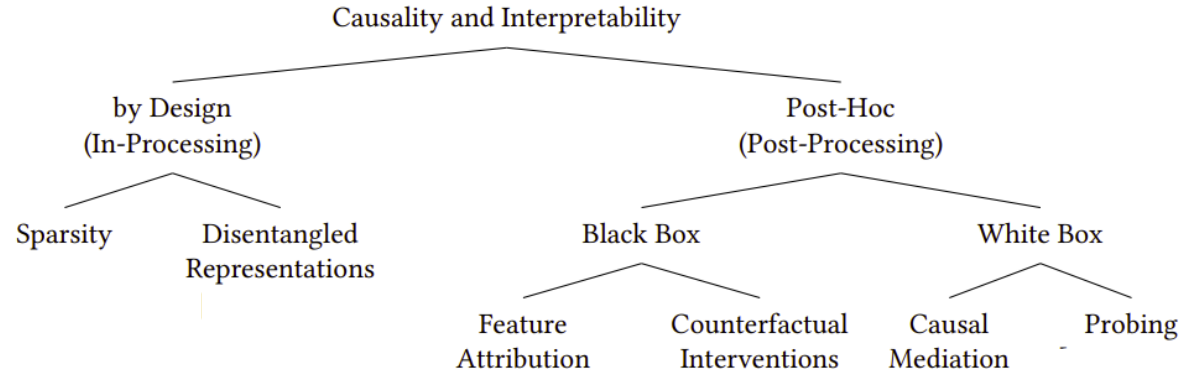 Causality and Interpretability
by Design
(In-Processing)
Post-Hoc
(Post-Processing)
Sparsity
Disentangled
Representations
Black Box
White Box
Feature
Attribution
Counterfactual
Interventions
Causal
Mediation
Probing